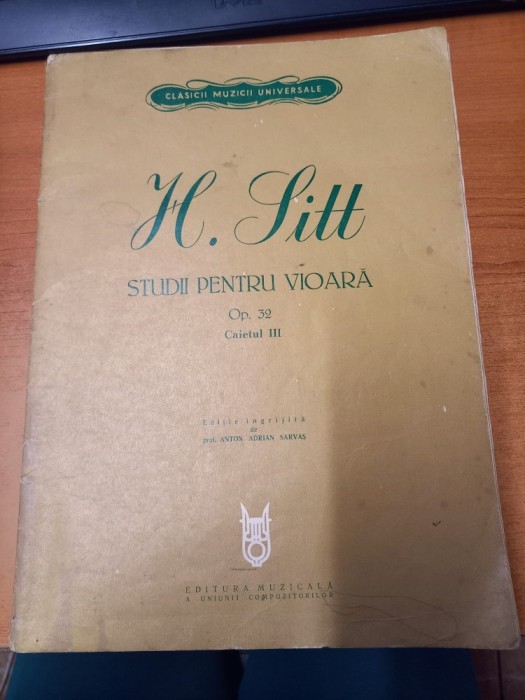 CLASICII MUZICII UNIVERSALE
H. Sitt
STUDII PENTRU VIOARĂ
Op. 32
Caietul III
Ediție îngrijită
de
prof. ANTON ADRIAN SARVAȘ
EDITURA MUZICALĂ
A UNIUNII COMPOZITORILOR